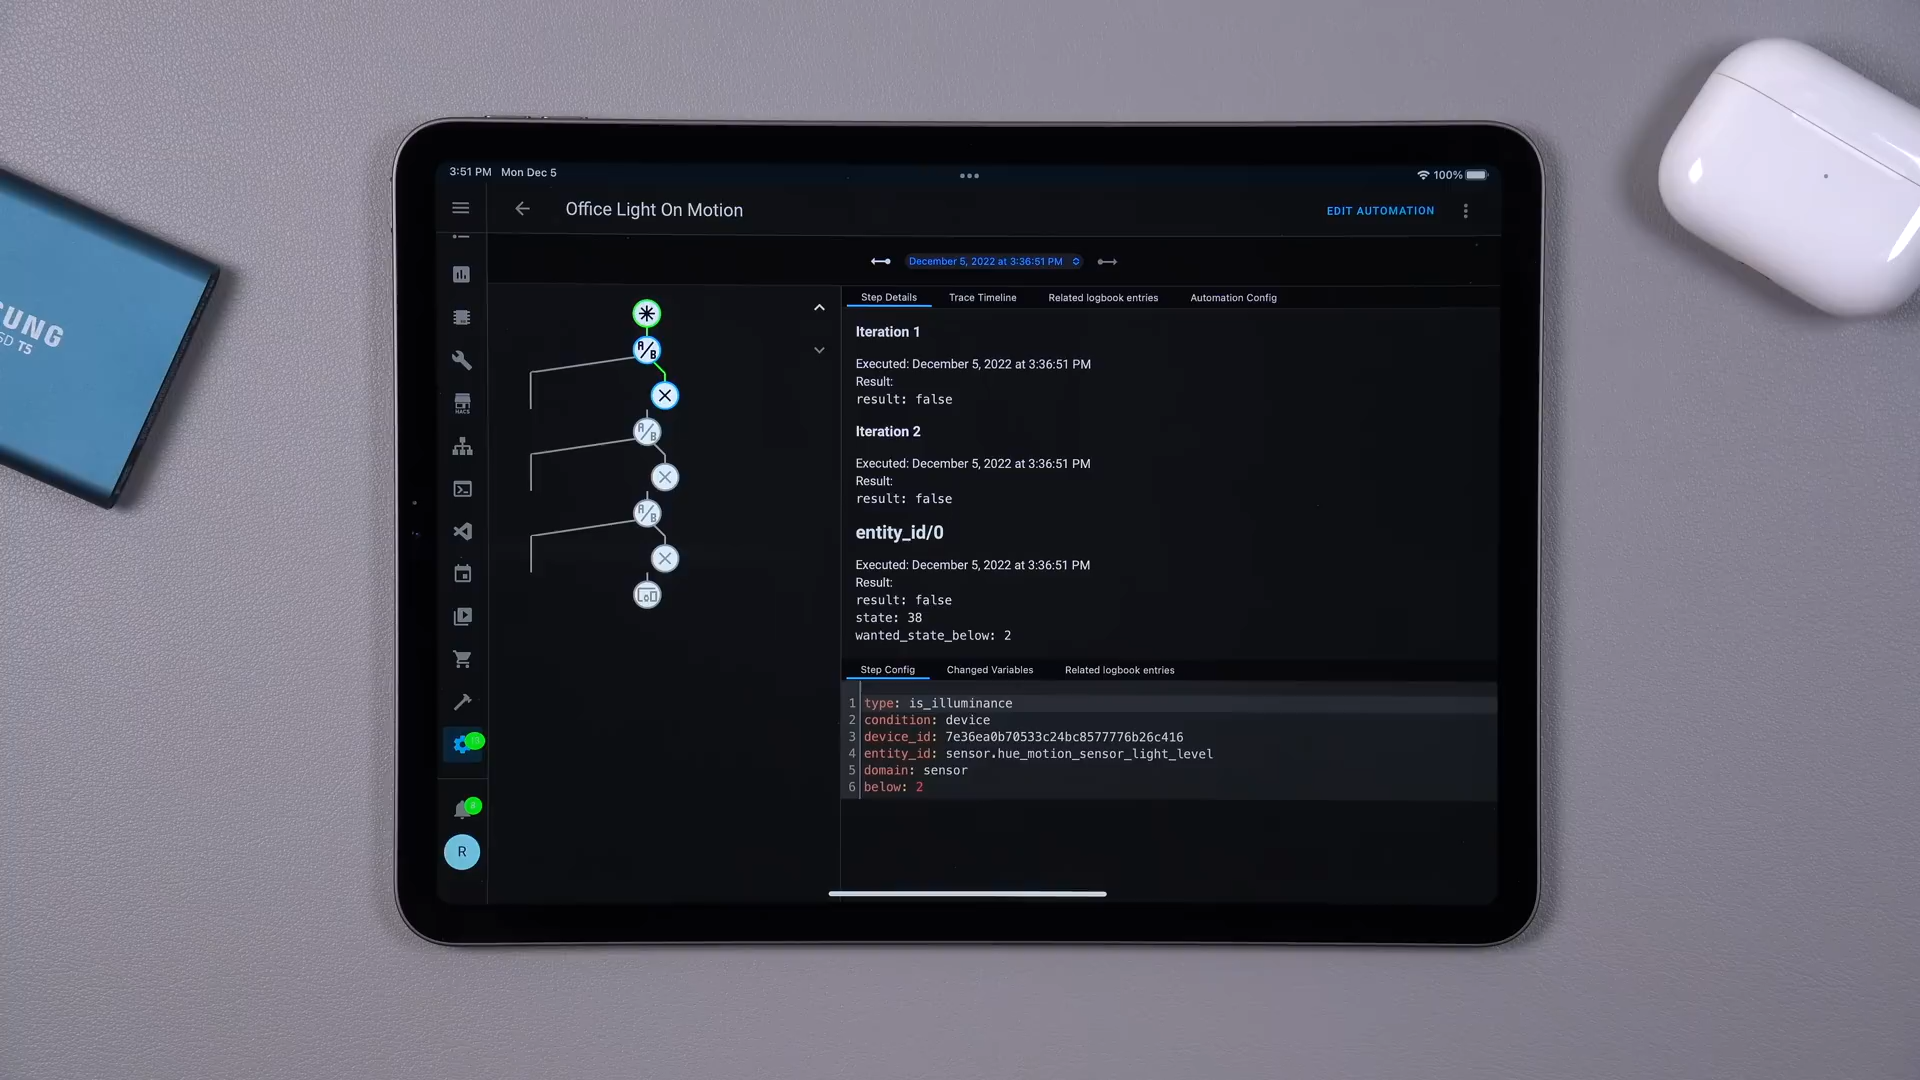 3:51 PM Mon Dec 5
100%
Office Light On Motion
EDIT AUTOMATION
December 5, 2022 at 3:36:51 PM
Step Details Trace Timeline Related logbook entries Automation Config
Iteration 1
Executed: December 5, 2022 at 3:36:51 PM
Result:
result: false
Iteration 2
Executed: December 5, 2022 at 3:36:51 PM
Result:
result: false
entity_id/0
Executed: December 5, 2022 at 3:36:51 PM
Result:
result: false
state: 38
wanted_state_below: 2
Step Config Changed Variables Related logbook entries
1 type: is_illuminance
2 condition: device
3 device_id: 7e36ea0b70533c24bc8577776b26c416
4 entity_id: sensor.hue_motion_sensor_light_level
5 domain: sensor
6 below: 2
A/B
A/B
A/B
HACS
8
R
SUNG
SD T5